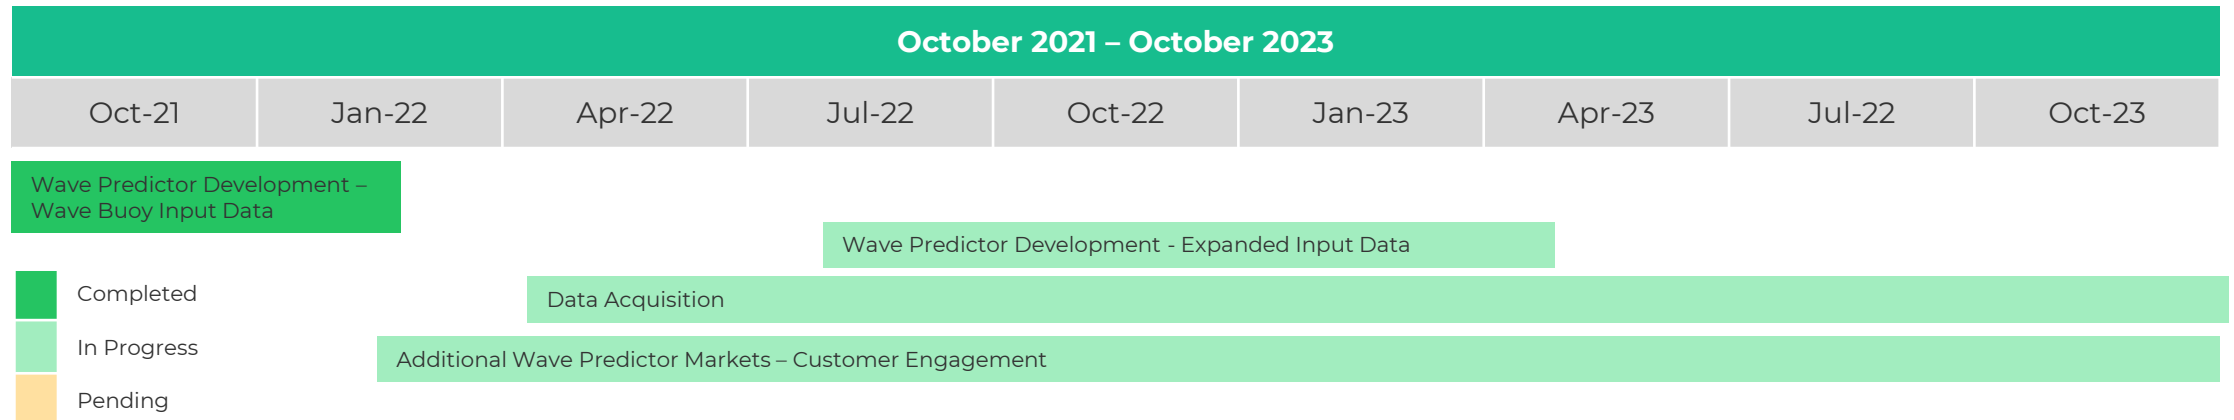 October 2021 – October 2023
Oct-21
Jan-22
Apr-22
Jul-22
Oct-22
Jan-23
Apr-23
Jul-22
Oct-23
Wave Predictor Development –
Wave Buoy Input Data
Wave Predictor Development - Expanded Input Data
Data Acquisition
Additional Wave Predictor Markets – Customer Engagement
Completed
In Progress
Pending